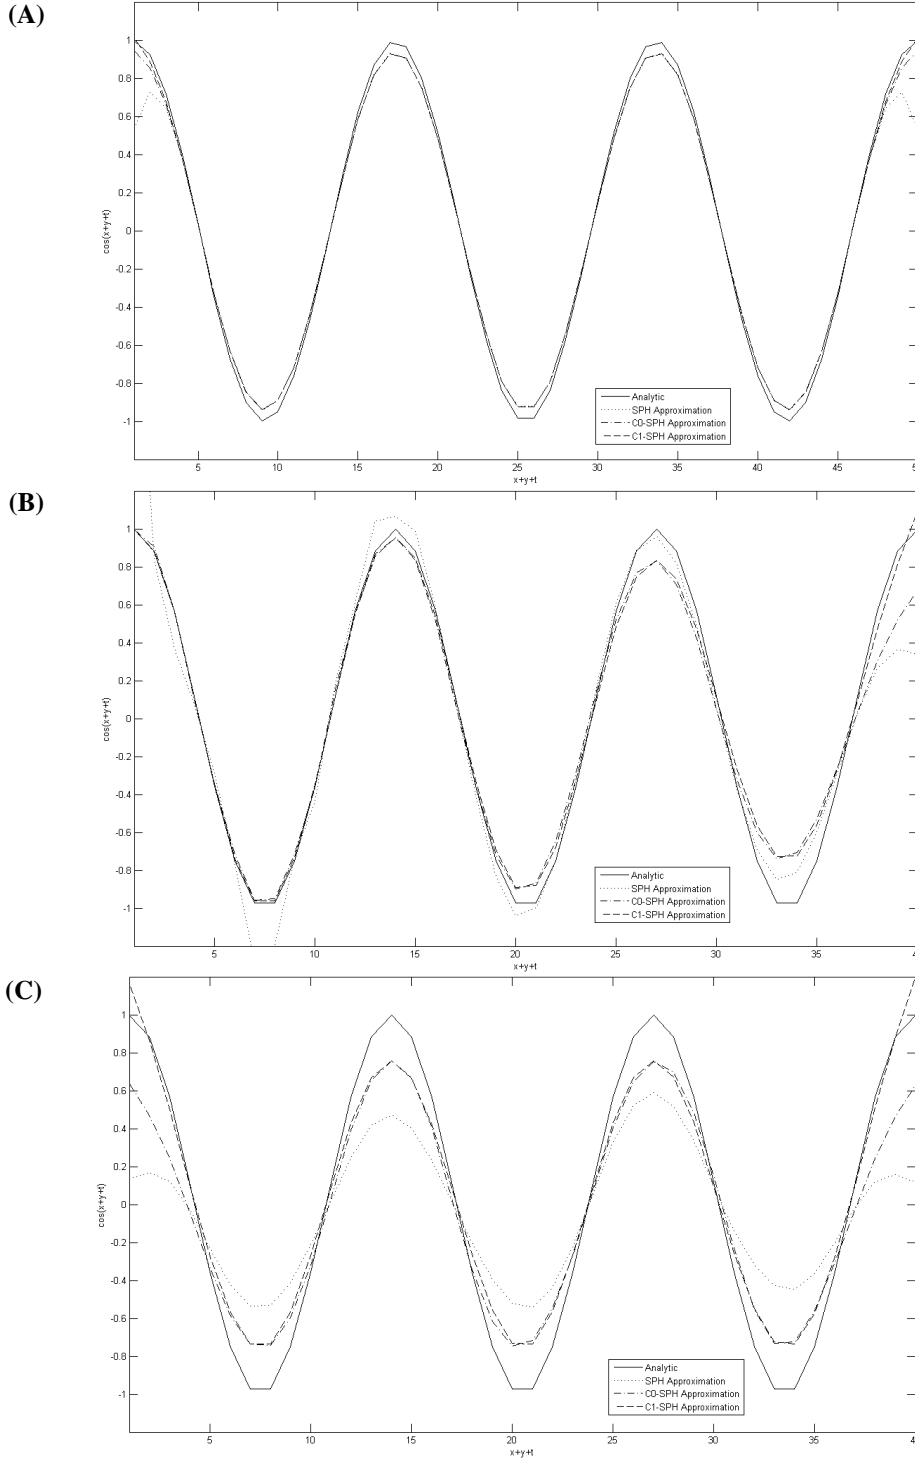 (A)
1
0.8
0.6
0.4
0.2
0
-0.2
-0.4
-0.6
-0.8
-1
cos(x+y+t)
Analytic
SPH Approximation
C0-SPH Approximation
C1-SPH Approximation
5 10 15 20 25 30 35 40 45 50
x+y+t
(B)
1
0.8
0.6
0.4
0.2
0
-0.2
-0.4
-0.6
-0.8
-1
cos(x+y+t)
Analytic
SPH Approximation
C0-SPH Approximation
C1-SPH Approximation
5 10 15 20 25 30 35
x+y+t
(C)
1
0.8
0.6
0.4
0.2
0
-0.2
-0.4
-0.6
-0.8
-1
cos(x+y+t)
Analytic
SPH Approximation
C0-SPH Approximation
C1-SPH Approximation
5 10 15 20 25 30 35
x+y+t